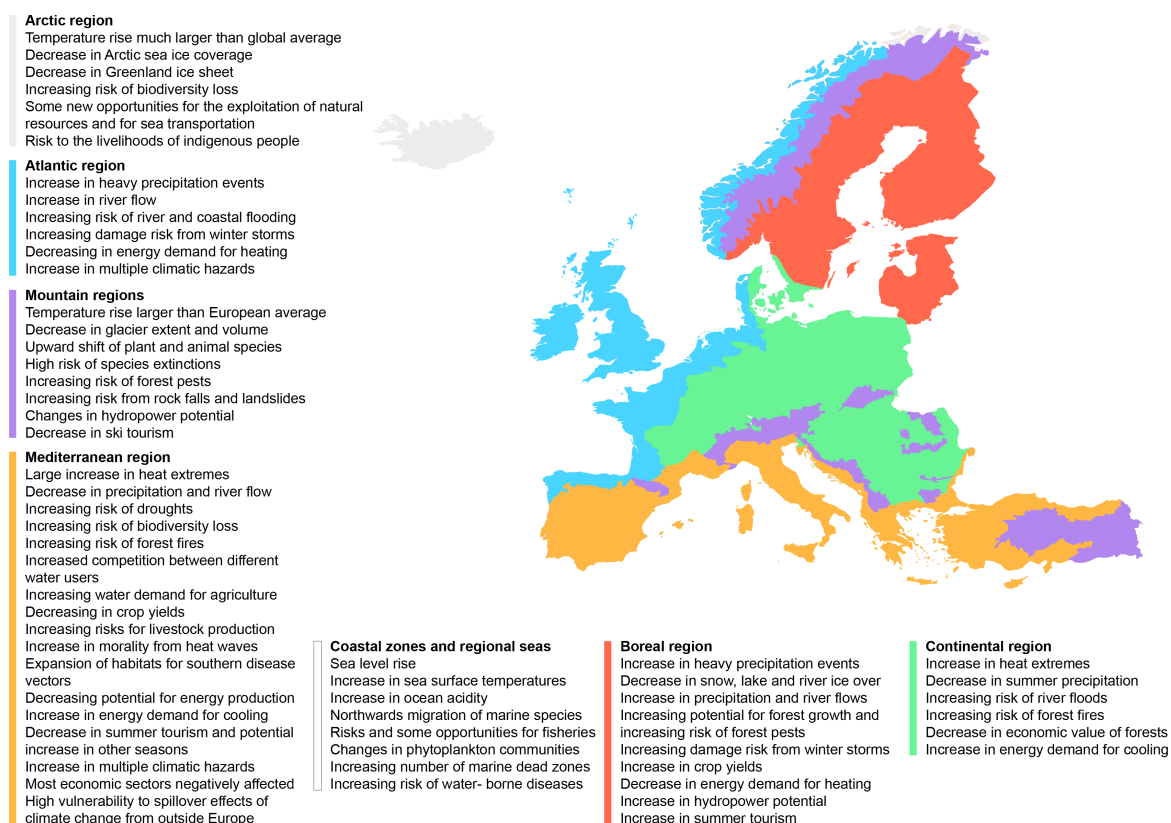 Arctic region
Temperature rise much larger than global average
Decrease in Arctic sea ice coverage
Decrease in Greenland ice sheet
Increasing risk of biodiversity loss
Some new opportunities for the exploitation of natural
resources and for sea transportation
Risk to the livelihoods of indigenous people
Atlantic region
Increase in heavy precipitation events
Increase in river flow
Increasing risk of river and coastal flooding
Increasing damage risk from winter storms
Decreasing in energy demand for heating
Increase in multiple climatic hazards
Mountain regions
Temperature rise larger than European average
Decrease in glacier extent and volume
Upward shift of plant and animal species
High risk of species extinctions
Increasing risk of forest pests
Increasing risk from rock falls and landslides
Changes in hydropower potential
Decrease in ski tourism
Mediterranean region
Large increase in heat extremes
Decrease in precipitation and river flow
Increasing risk of droughts
Increasing risk of biodiversity loss
Increasing risk of forest fires
Increased competition between different
water users
Increasing water demand for agriculture
Decreasing in crop yields
Increasing risks for livestock production
Increase in morality from heat waves
Expansion of habitats for southern disease
vectors
Decreasing potential for energy production
Increase in energy demand for cooling
Decrease in summer tourism and potential
increase in other seasons
Increase in multiple climatic hazards
Most economic sectors negatively affected
High vulnerability to spillover effects of
climate change from outside Europe
Coastal zones and regional seas
Sea level rise
Increase in sea surface temperatures
Increase in ocean acidity
Northwards migration of marine species
Risks and some opportunities for fisheries
Changes in phytoplankton communities
Increasing number of marine dead zones
Increasing risk of water- borne diseases
Boreal region
Increase in heavy precipitation events
Decrease in snow, lake and river ice over
Increase in precipitation and river flows
Increasing potential for forest growth and
increasing risk of forest pests
Increasing damage risk from winter storms
Increase in crop yields
Decrease in energy demand for heating
Increase in hydropower potential
Increase in summer tourism
Continental region
Increase in heat extremes
Decrease in summer precipitation
Increasing risk of river floods
Increasing risk of forest fires
Decrease in economic value of forests
Increase in energy demand for cooling